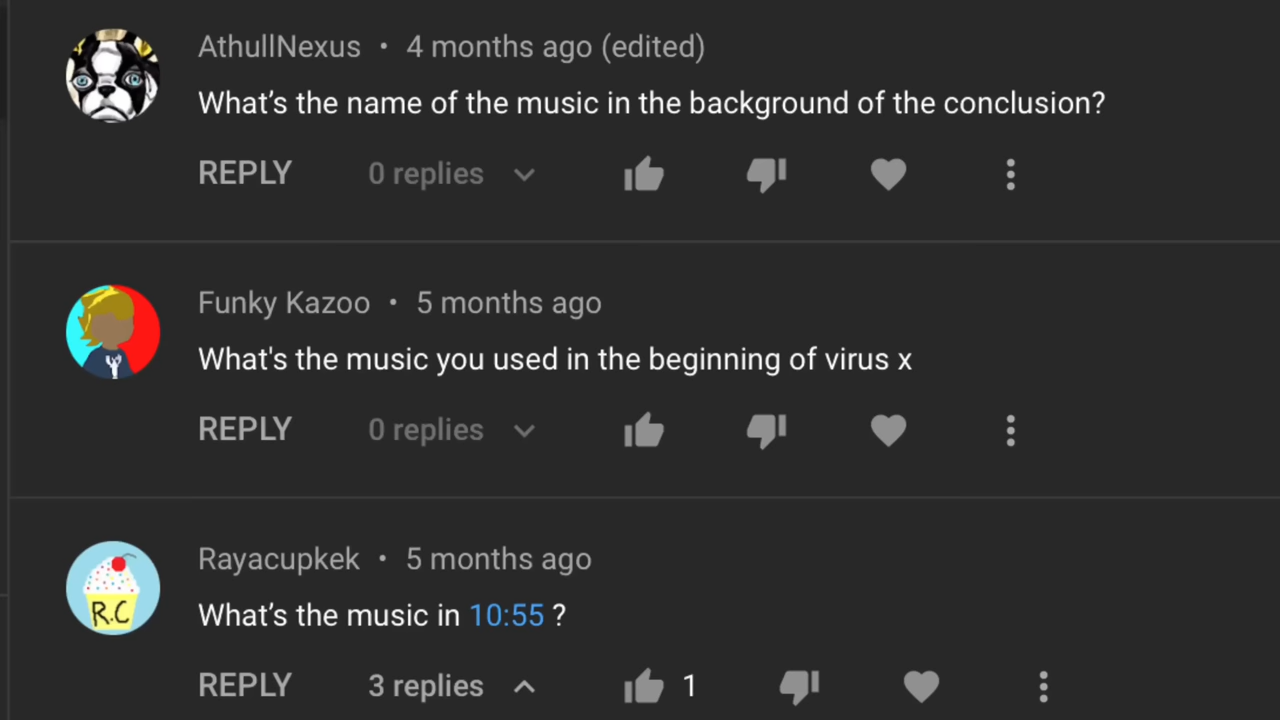 AthullNexus • 4 months ago (edited)
What’s the name of the music in the background of the conclusion?
REPLY 0 replies
Funky Kazoo • 5 months ago
What's the music you used in the beginning of virus x
REPLY 0 replies
Rayacupkek • 5 months ago
What’s the music in 10:55 ?
R.C
REPLY 3 replies 1